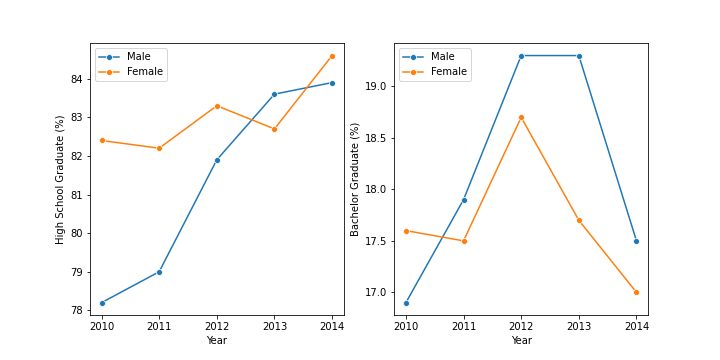 Male
Female
84
83
82
81
80
79
78
High School Graduate (%)
2010 2011 2012 2013 2014
Year
Male
Female
19.0
18.5
18.0
17.5
17.0
Bachelor Graduate (%)
2010 2011 2012 2013 2014
Year